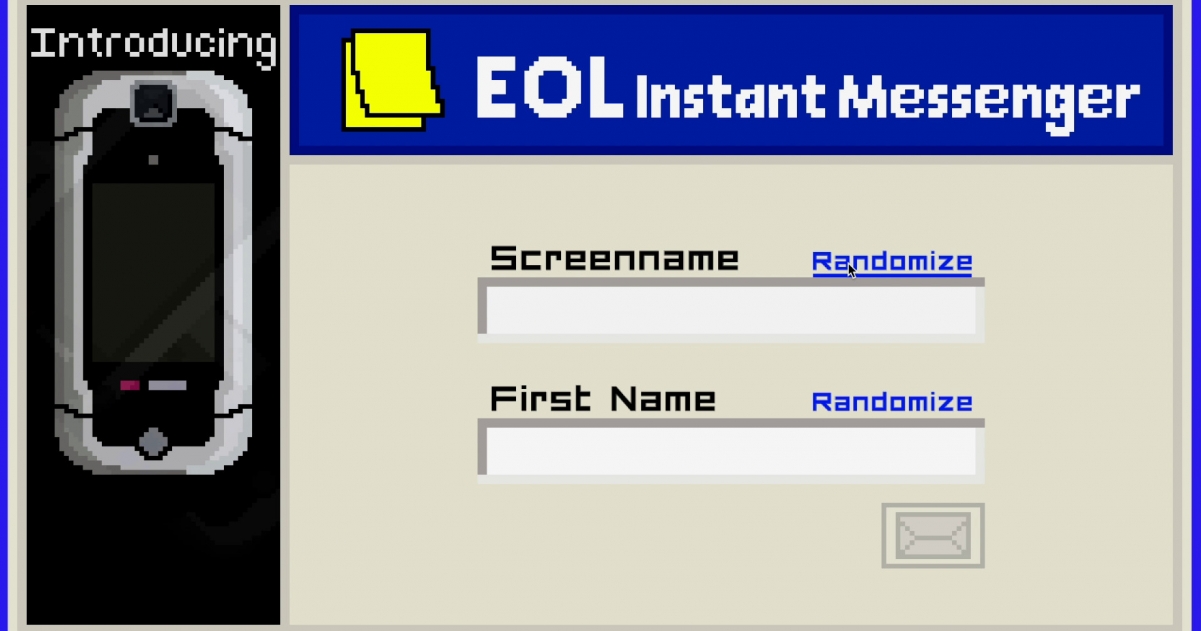 Introducing
EOL Instant Messenger
Screenname Randomize
First Name Randomize